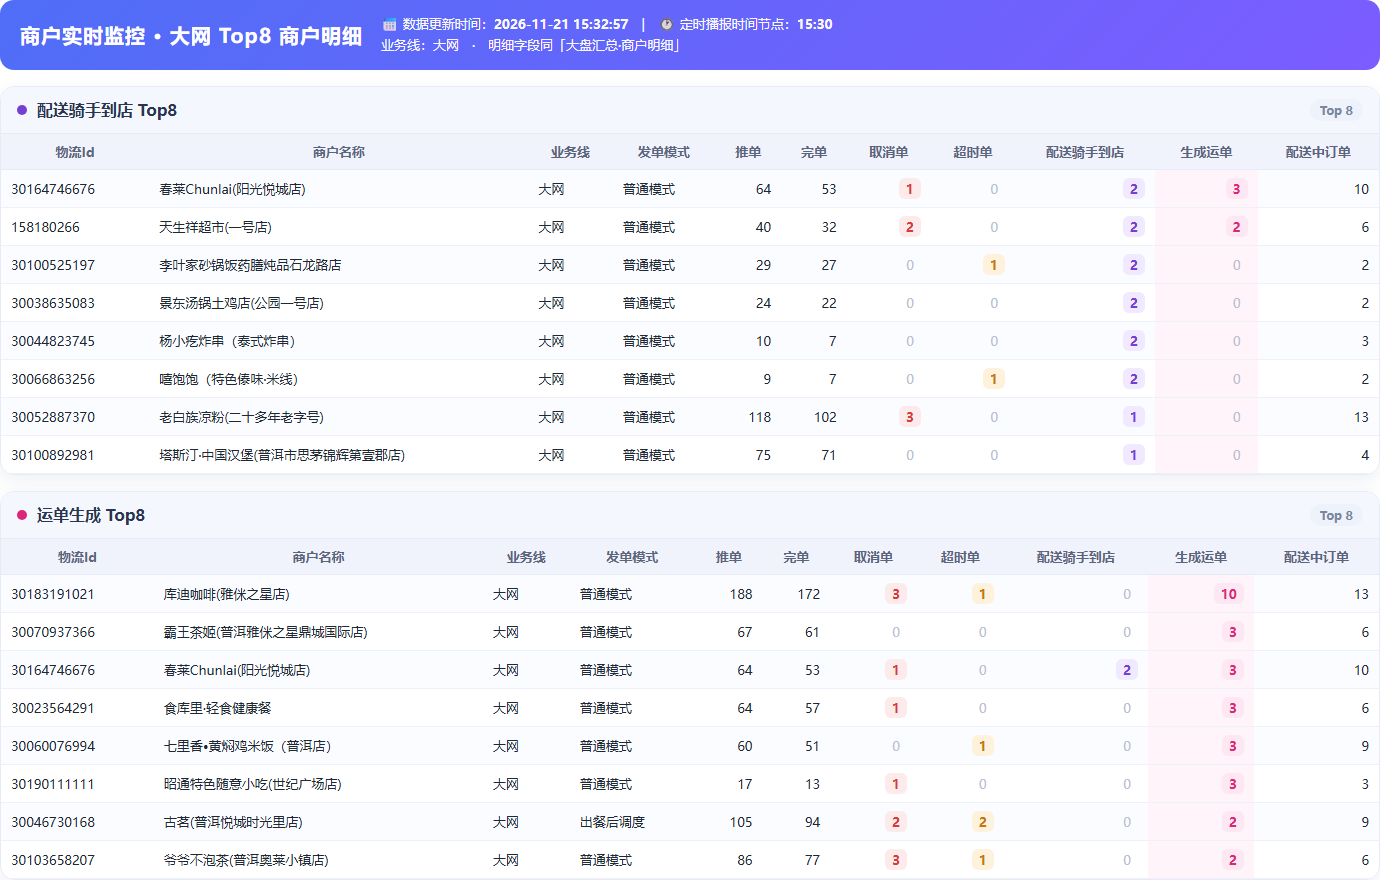 商户实时监控 • 大网 Top8 商户明细
数据更新时间：2026-11-21 15:32:57 | 定时播报时间节点：15:30
业务线：大网 · 明细字段同「大盘汇总·商户明细」
配送骑手到店 Top8 Top 8
物流Id 商户名称 业务线 发单模式 推单 完单 取消单 超时单 配送骑手到店 生成运单 配送中订单
30164746676 春莱Chunlai(阳光悦城店) 大网 普通模式 64 53 1 0 2 3 10
158180266 天生祥超市(一号店) 大网 普通模式 40 32 2 0 2 2 6
30100525197 李叶家砂锅饭药膳炖品石龙路店 大网 普通模式 29 27 0 1 2 0 2
30038635083 景东汤锅土鸡店(公园一号店) 大网 普通模式 24 22 0 0 2 0 2
30044823745 杨小疙炸串（泰式炸串） 大网 普通模式 10 7 0 0 2 0 3
30066863256 嘻饱饱（特色傣味·米线） 大网 普通模式 9 7 0 1 2 0 2
30052887370 老白族凉粉(二十多年老字号) 大网 普通模式 118 102 3 0 1 0 13
30100892981 塔斯汀·中国汉堡(普洱市思茅锦辉第壹郡店) 大网 普通模式 75 71 0 0 1 0 4
运单生成 Top8 Top 8
物流Id 商户名称 业务线 发单模式 推单 完单 取消单 超时单 配送骑手到店 生成运单 配送中订单
30183191021 库迪咖啡(雅侎之星店) 大网 普通模式 188 172 3 1 0 10 13
30070937366 霸王茶姬(普洱雅侎之星鼎城国际店) 大网 普通模式 67 61 0 0 0 3 6
30164746676 春莱Chunlai(阳光悦城店) 大网 普通模式 64 53 1 0 2 3 10
30023564291 食库里·轻食健康餐 大网 普通模式 64 57 1 0 0 3 6
30060076994 七里香•黄焖鸡米饭（普洱店） 大网 普通模式 60 51 0 1 0 3 9
30190111111 昭通特色随意小吃(世纪广场店) 大网 普通模式 17 13 1 0 0 3 3
30046730168 古茗(普洱悦城时光里店) 大网 出餐后调度 105 94 2 2 0 2 9
30103658207 爷爷不泡茶(普洱奥莱小镇店) 大网 普通模式 86 77 3 1 0 2 6